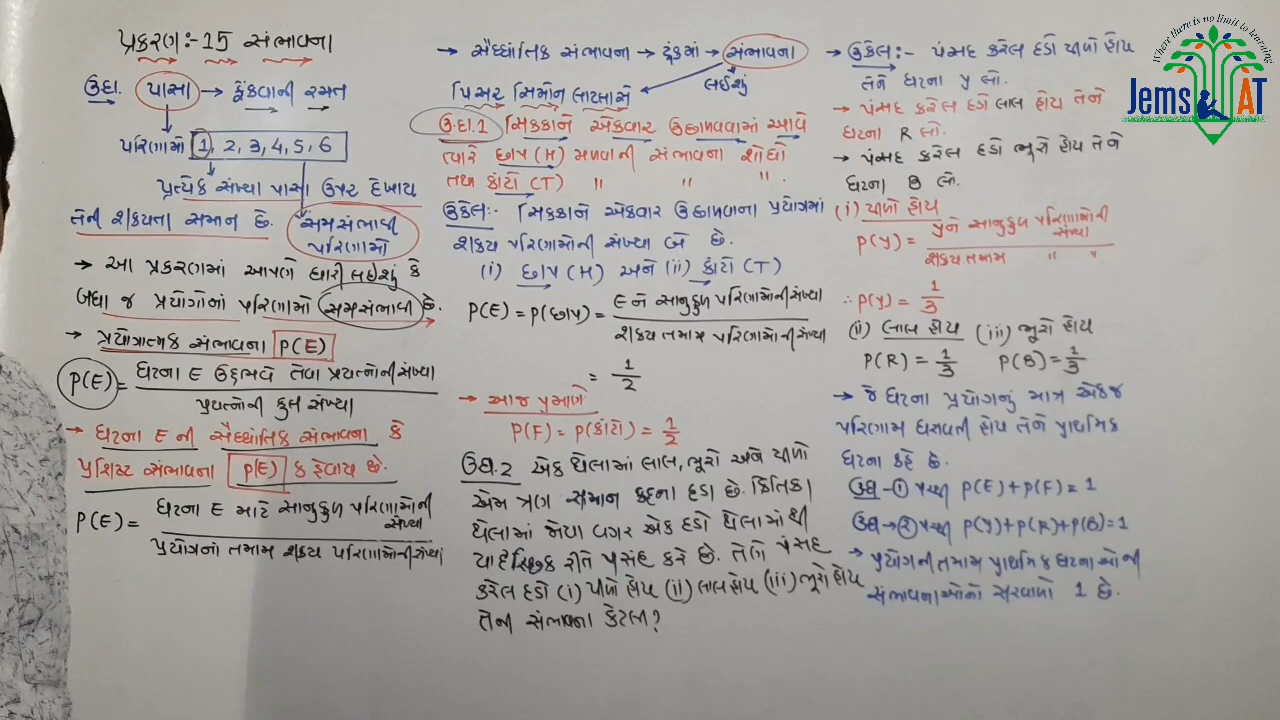 પ્રકરણ:-15 સંભાવના
ઉદા. પાસા → ફેંકવાની રમત
પરિણામો 1, 2, 3, 4, 5, 6
પ્રત્યેક સંખ્યા પાસા ઉપર દેખાય
તેની શક્યતા સમાન છે.
સમસંભાવી
પરિણામો
→ આ પ્રકરણમાં આપણે ધારી લઈશું કે
બધા જ પ્રયોગોનાં પરિણામો સમસંભાવી છે.
→ પ્રયોગાત્મક સંભાવના P(E)
P(E) = ઘટના E ઉદ્દભવે તેવા પ્રયત્નોની સંખ્યા
પ્રયત્નોની કુલ સંખ્યા
→ ઘટના E ની સૈધ્ધાંતિક સંભાવના કે
પ્રશિષ્ટ સંભાવના P(E) કહેવાય છે.
P(E) = ઘટના E માટે સાનુકુળ પરિણામોની સંખ્યા
પ્રયોગનાં તમામ શક્ય પરિણામોની સંખ્યા
→ સૈધ્ધાંતિક સંભાવના → ટૂંકમાં → સંભાવના
લઈશું
પિઅર સિમોન લાપ્લાસે
ઉદા.1 સિક્કાને એકવાર ઉછાળવામાં આવે
ત્યારે છાપ (H) મળવાની સંભાવના શોધો
તથા કાંટો (T) " " ".
ઉકેલ:- સિક્કાને એકવાર ઉછાળવાના પ્રયોગમાં
શક્ય પરિણામોની સંખ્યા બે છે.
(i) છાપ (H) અને (ii) કાંટો (T)
P(E) = P(છાપ) = E ને સાનુકુળ પરિણામોની સંખ્યા
શક્ય તમામ પરિણામોની સંખ્યા
= 1/2
→ આજ પ્રમાણે
P(F) = P(કાંટો) = 1/2
ઉદા.2 એક થેલામાં લાલ, ભૂરો અને પીળો
એમ ત્રણ સમાન કદના દડા છે. ક્રિતિકા
થેલામાં જોયા વગર એક દડો થેલામાંથી
યાદૈચ્છિક રીતે પસંદ કરે છે. તેણે પસંદ
કરેલ દડો (i) પીળો હોય (ii) લાલ હોય (iii) ભૂરો હોય
તેની સંભાવના કેટલી?
→ ઉકેલ:- પસંદ કરેલ દડો પીળો હોય
તેને ઘટના Y લો.
→ પસંદ કરેલ દડો લાલ હોય તેને
ઘટના R લો.
→ પસંદ કરેલ દડો ભૂરો હોય તેને
ઘટના B લો.
(i) પીળો હોય
P(Y) = Yને સાનુકુળ પરિણામોની સંખ્યા
શક્ય તમામ " "
∴ P(Y) = 1/3
(ii) લાલ હોય (iii) ભૂરો હોય
P(R) = 1/3 P(B) = 1/3
→ જે ઘટના પ્રયોગનું માત્ર એક જ
પરિણામ ધરાવતી હોય તેને પ્રાથમિક
ઘટના કહે છે.
ઉદા -① પરથી P(E)+P(F) = 1
ઉદા → ② પરથી P(Y)+P(R)+P(B)=1
→ પ્રયોગની તમામ પ્રાથમિક ઘટનાઓની
સંભાવનાઓનો સરવાળો 1 છે.
Where there is no limit to learning
Jems AT